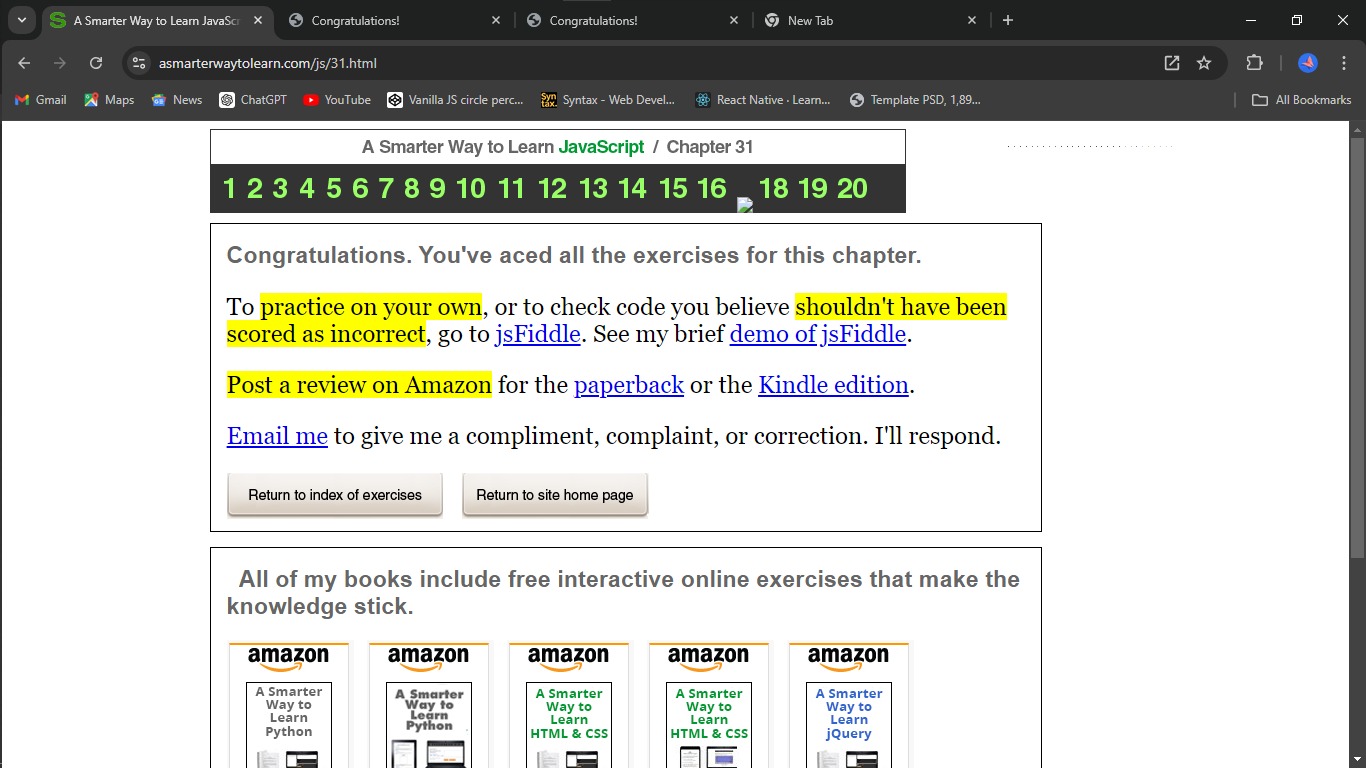 A Smarter Way to Learn JavaSc
Congratulations!
Congratulations!
New Tab
asmarterwaytolearn.com/js/31.html
Gmail
Maps
News
ChatGPT
YouTube
Vanilla JS circle perc...
Syn tax.
Syntax - Web Devel...
React Native · Learn...
Template PSD, 1,89...
All Bookmarks
A Smarter Way to Learn JavaScript / Chapter 31
1 2 3 4 5 6 7 8 9 10 11 12 13 14 15 16 18 19 20
Congratulations. You've aced all the exercises for this chapter.
To practice on your own, or to check code you believe shouldn't have been
scored as incorrect, go to jsFiddle. See my brief demo of jsFiddle.
Post a review on Amazon for the paperback or the Kindle edition.
Email me to give me a compliment, complaint, or correction. I'll respond.
Return to index of exercises
Return to site home page
All of my books include free interactive online exercises that make the
knowledge stick.
amazon
A Smarter
Way to
Learn
Python
amazon
A Smarter
Way to
Learn
Python
amazon
A Smarter
Way to
Learn
HTML & CSS
amazon
A Smarter
Way to
Learn
HTML & CSS
amazon
A Smarter
Way to
Learn
jQuery